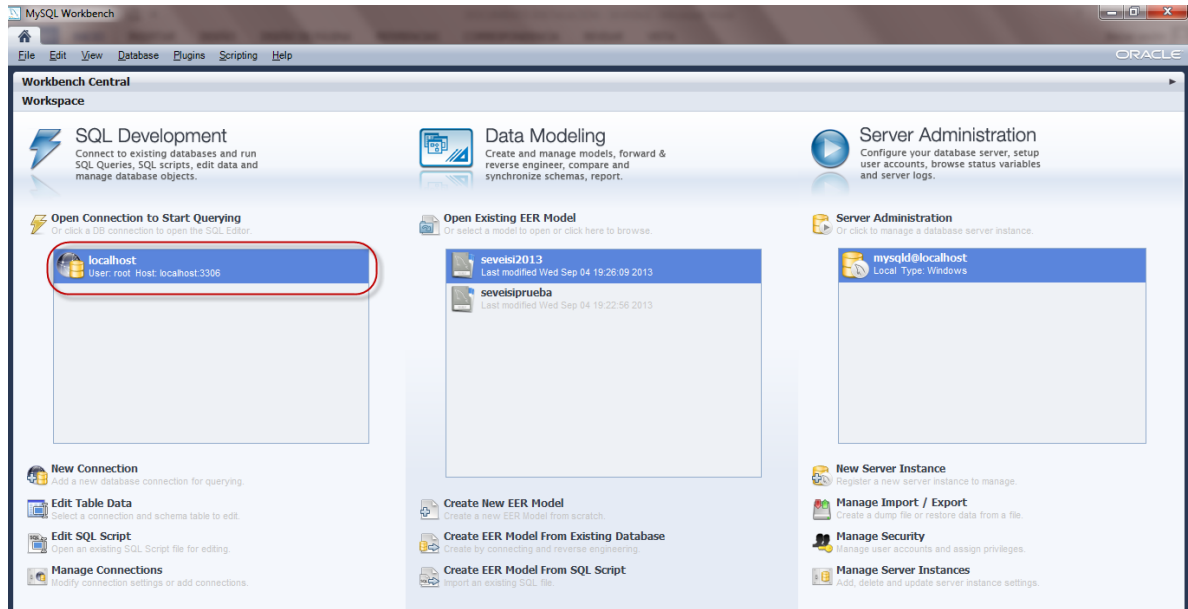 MySQL Workbench
File Edit View Database Plugins Scripting Help
ORACLE
Workbench Central
Workspace
SQL Development
Connect to existing databases and run
SQL Queries, SQL scripts, edit data and
manage database objects.
Open Connection to Start Querying
Or click a DB connection to open the SQL Editor.
localhost
User: root Host: localhost:3306
New Connection
Add a new database connection for querying.
Edit Table Data
Select a connection and schema table to edit.
Edit SQL Script
Open an existing SQL Script file for editing.
Manage Connections
Modify connection settings or add connections.
Data Modeling
Create and manage models, forward &
reverse engineer, compare and
synchronize schemas, report.
Open Existing EER Model
Or select a model to open or click here to browse.
seveisi2013
Last modified Wed Sep 04 19:26:09 2013
seveisiprueba
Last modified Wed Sep 04 19:22:56 2013
Create New EER Model
Create a new EER Model from scratch.
Create EER Model From Existing Database
Create by connecting and reverse engineering.
Create EER Model From SQL Script
Import an existing SQL file.
Server Administration
Configure your database server, setup
user accounts, browse status variables
and server logs.
Server Administration
Or click to manage a database server instance.
mysqld@localhost
Local Type: Windows
New Server Instance
Register a new server instance to manage.
Manage Import / Export
Create a dump file or restore data from a file.
Manage Security
Manage user accounts and assign privileges.
Manage Server Instances
Add, delete and update server instance settings.